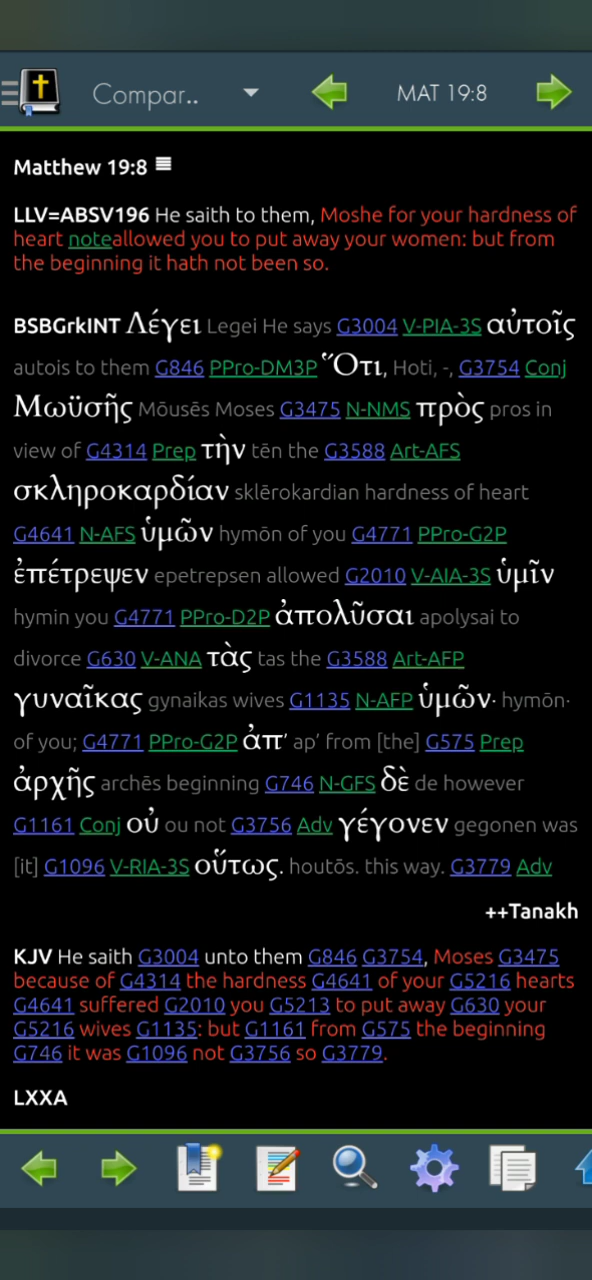 Compar..
MAT 19:8
Matthew 19:8
LLV=ABSV196 He saith to them, Moshe for your hardness of
heart noteallowed you to put away your women: but from
the beginning it hath not been so.
BSBGrkINT Λέγει Legei He says G3004 V-PIA-3S αὐτοῖς
autois to them G846 PPro-DM3P Ὅτι, Hoti, -, G3754 Conj
Μωϋσῆς Mōusēs Moses G3475 N-NMS πρὸς pros in
view of G4314 Prep τὴν tēn the G3588 Art-AFS
σκληροκαρδίαν sklērokardian hardness of heart
G4641 N-AFS ὑμῶν hymōn of you G4771 PPro-G2P
ἐπέτρεψεν epetrepsen allowed G2010 V-AIA-3S ὑμῖν
hymin you G4771 PPro-D2P ἀπολῦσαι apolysai to
divorce G630 V-ANA τὰς tas the G3588 Art-AFP
γυναῖκας gynaikas wives G1135 N-AFP ὑμῶν· hymōn·
of you; G4771 PPro-G2P ἀπ’ ap’ from [the] G575 Prep
ἀρχῆς archēs beginning G746 N-GFS δὲ de however
G1161 Conj οὐ ou not G3756 Adv γέγονεν gegonen was
[it] G1096 V-RIA-3S οὕτως. houtōs. this way. G3779 Adv
++Tanakh
KJV He saith G3004 unto them G846 G3754, Moses G3475
because of G4314 the hardness G4641 of your G5216 hearts
G4641 suffered G2010 you G5213 to put away G630 your
G5216 wives G1135: but G1161 from G575 the beginning
G746 it was G1096 not G3756 so G3779.
LXXA